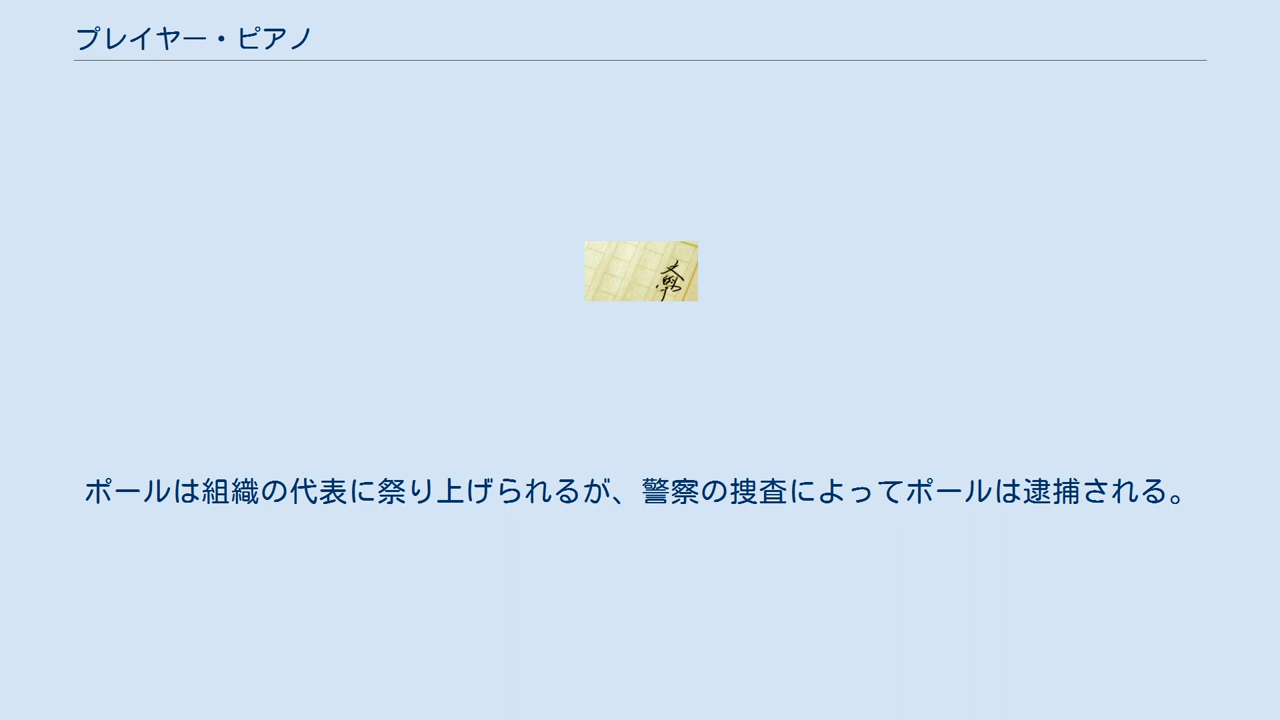 プレイヤー・ピアノ
ポールは組織の代表に祭り上げられるが、警察の捜査によってポールは逮捕される。